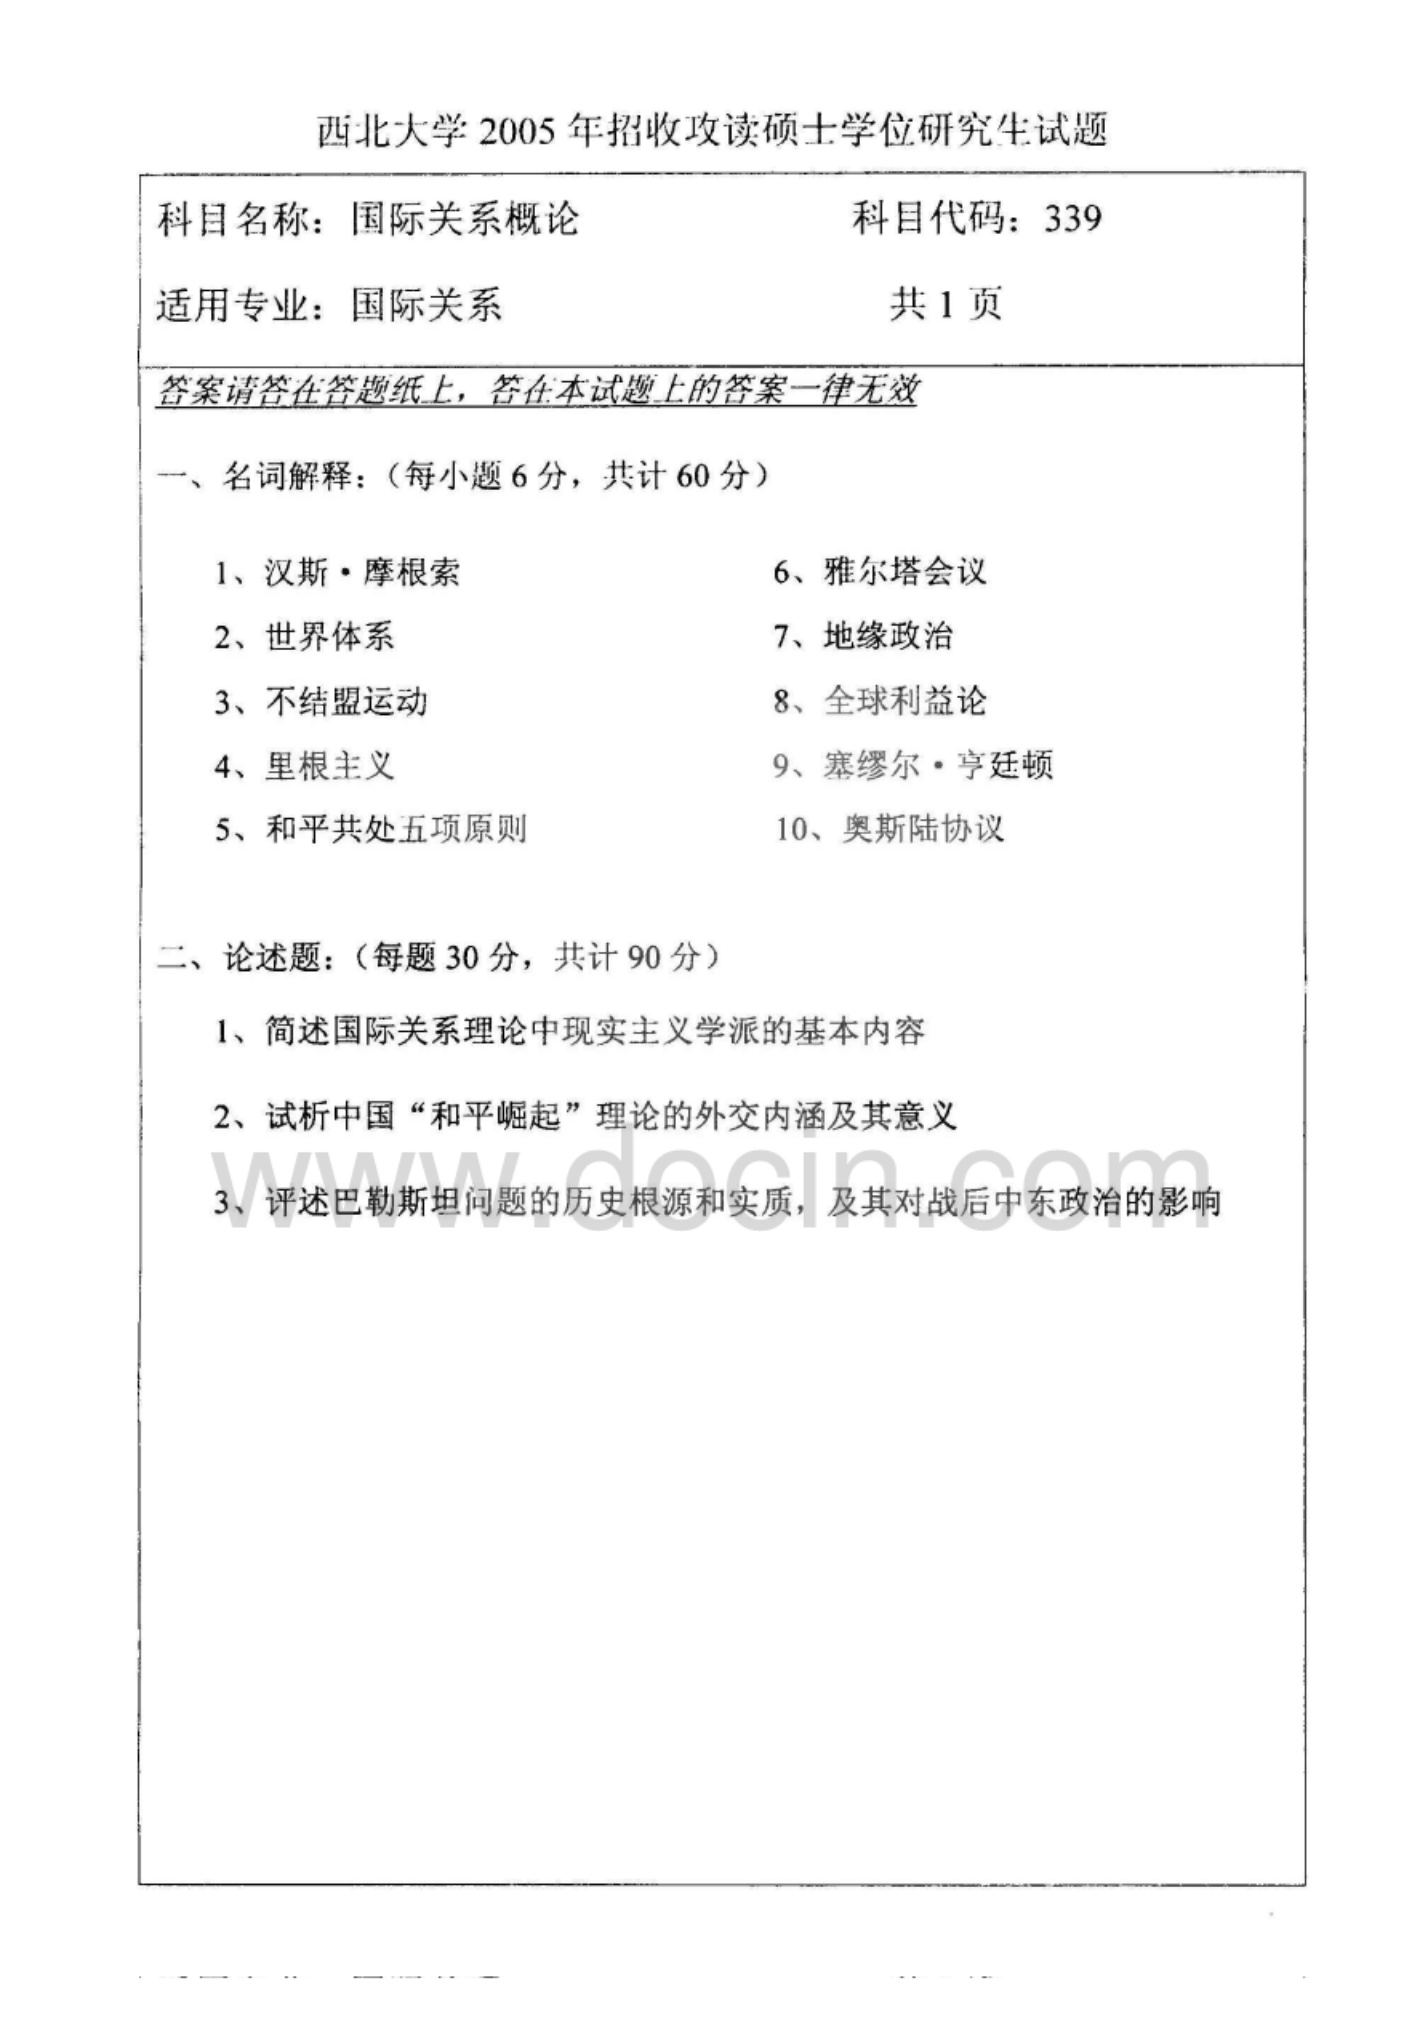 西北大学 2005 年招收攻读硕士学位研究生试题
科目名称：国际关系概论 科目代码：339
适用专业：国际关系 共 1 页
答案请答在答题纸上，答在本试题上的答案一律无效
一、名词解释：（每小题 6 分，共计 60 分）
1、汉斯·摩根索 6、雅尔塔会议
2、世界体系 7、地缘政治
3、不结盟运动 8、全球利益论
4、里根主义 9、塞缪尔·亨廷顿
5、和平共处五项原则 10、奥斯陆协议
二、论述题：（每题 30 分，共计 90 分）
1、简述国际关系理论中现实主义学派的基本内容
2、试析中国“和平崛起”理论的外交内涵及其意义
www.docin.com
3、评述巴勒斯坦问题的历史根源和实质，及其对战后中东政治的影响